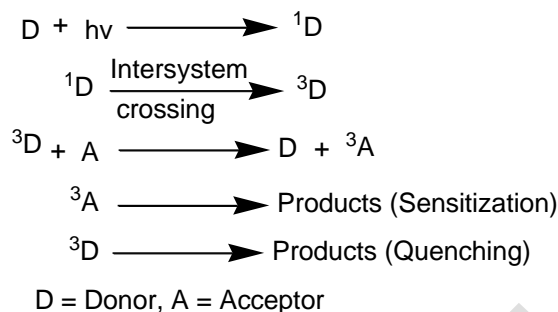 D + hv ⟶ ¹D
¹D Intersystem crossing ⟶ ³D
³D + A ⟶ D + ³A
³A ⟶ Products (Sensitization)
³D ⟶ Products (Quenching)
D = Donor, A = Acceptor